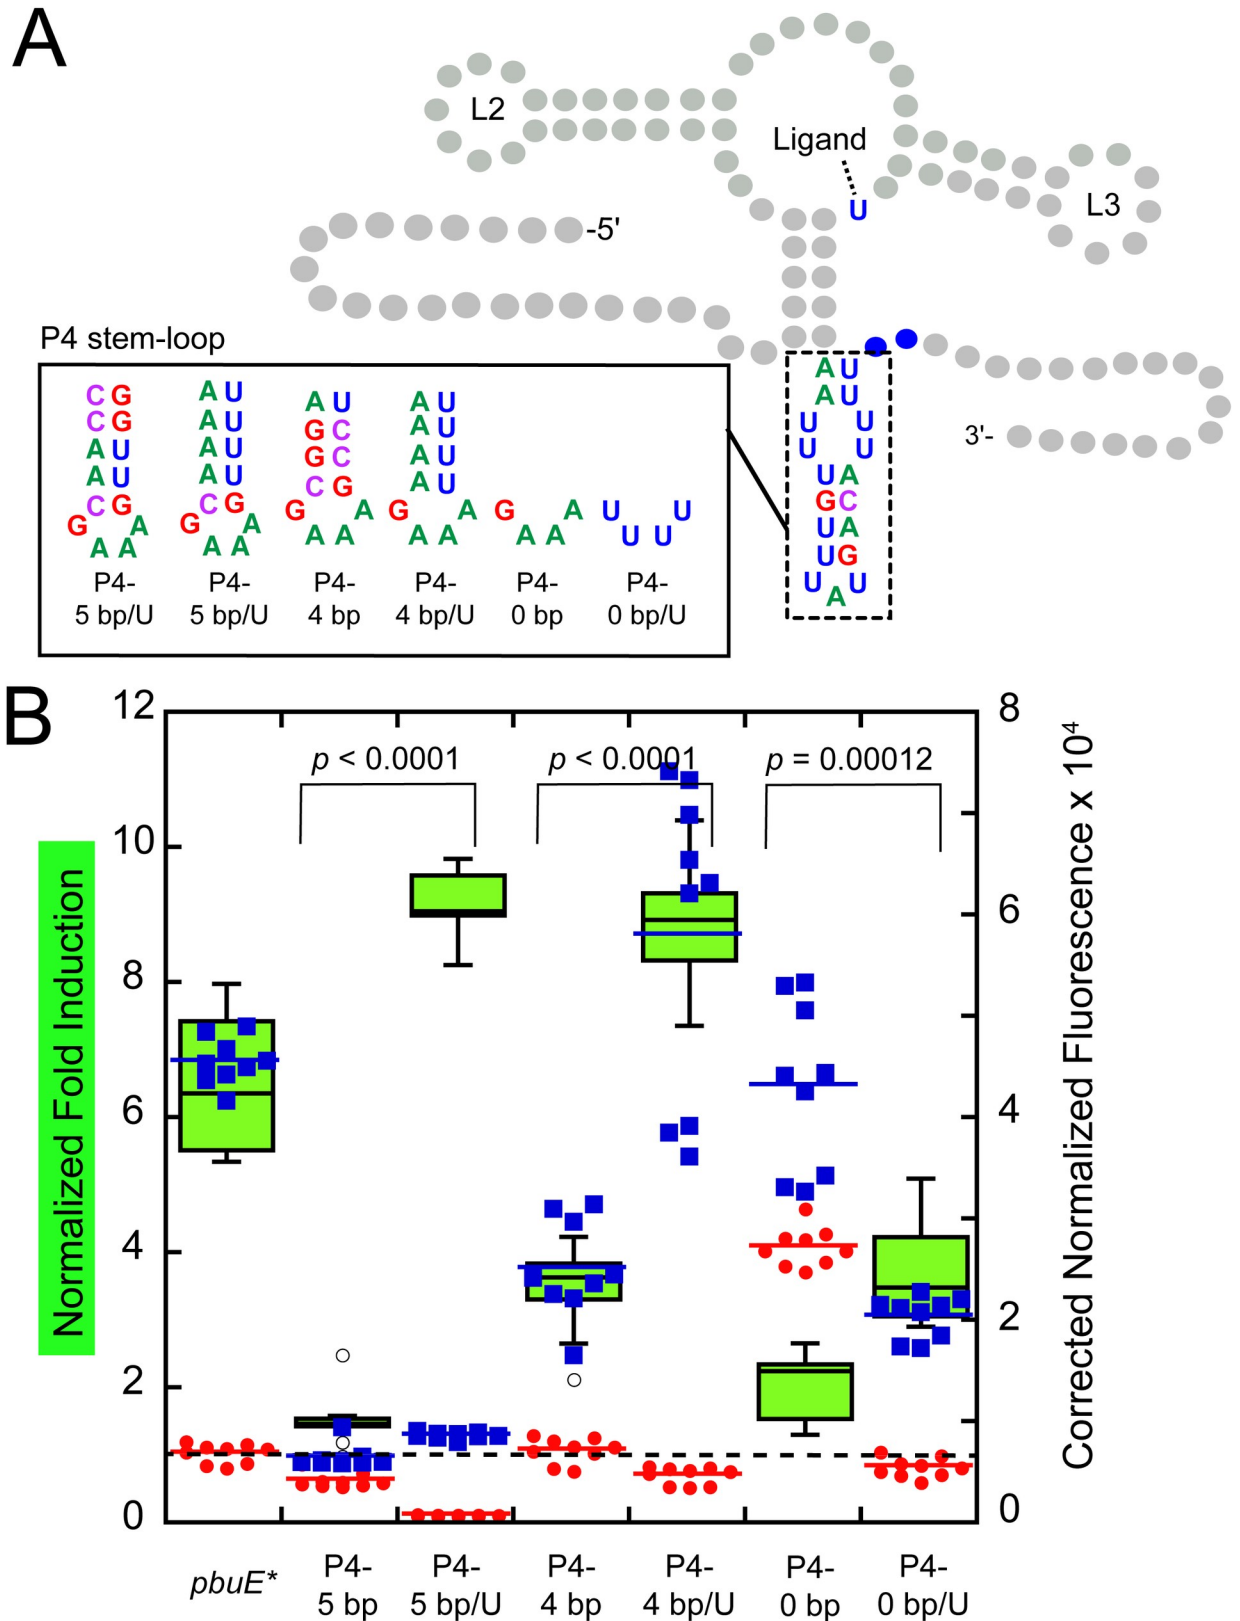 A
L2
Ligand
U
L3
-5'
P4 stem-loop
3'-
C G
C G
A U
A U
C G
G A
A A
P4-
5 bp/U
A U
A U
A U
A U
C G
G A
A A
P4-
5 bp/U
A U
G C
G C
C G
G A
A A
P4-
4 bp
A U
A U
A U
A U
G A
A A
P4-
4 bp/U
G A
A A
P4-
0 bp
U U
U U
P4-
0 bp/U
A U
A U
U U
U U
U A
G C
U A
U G
U U
A
B
Normalized Fold Induction
12
10
8
6
4
2
0
p < 0.0001
p < 0.0001
p = 0.00012
8
6
4
2
0
Corrected Normalized Fluorescence x 10⁴
pbuE*
P4-
5 bp
P4-
5 bp/U
P4-
4 bp
P4-
4 bp/U
P4-
0 bp
P4-
0 bp/U